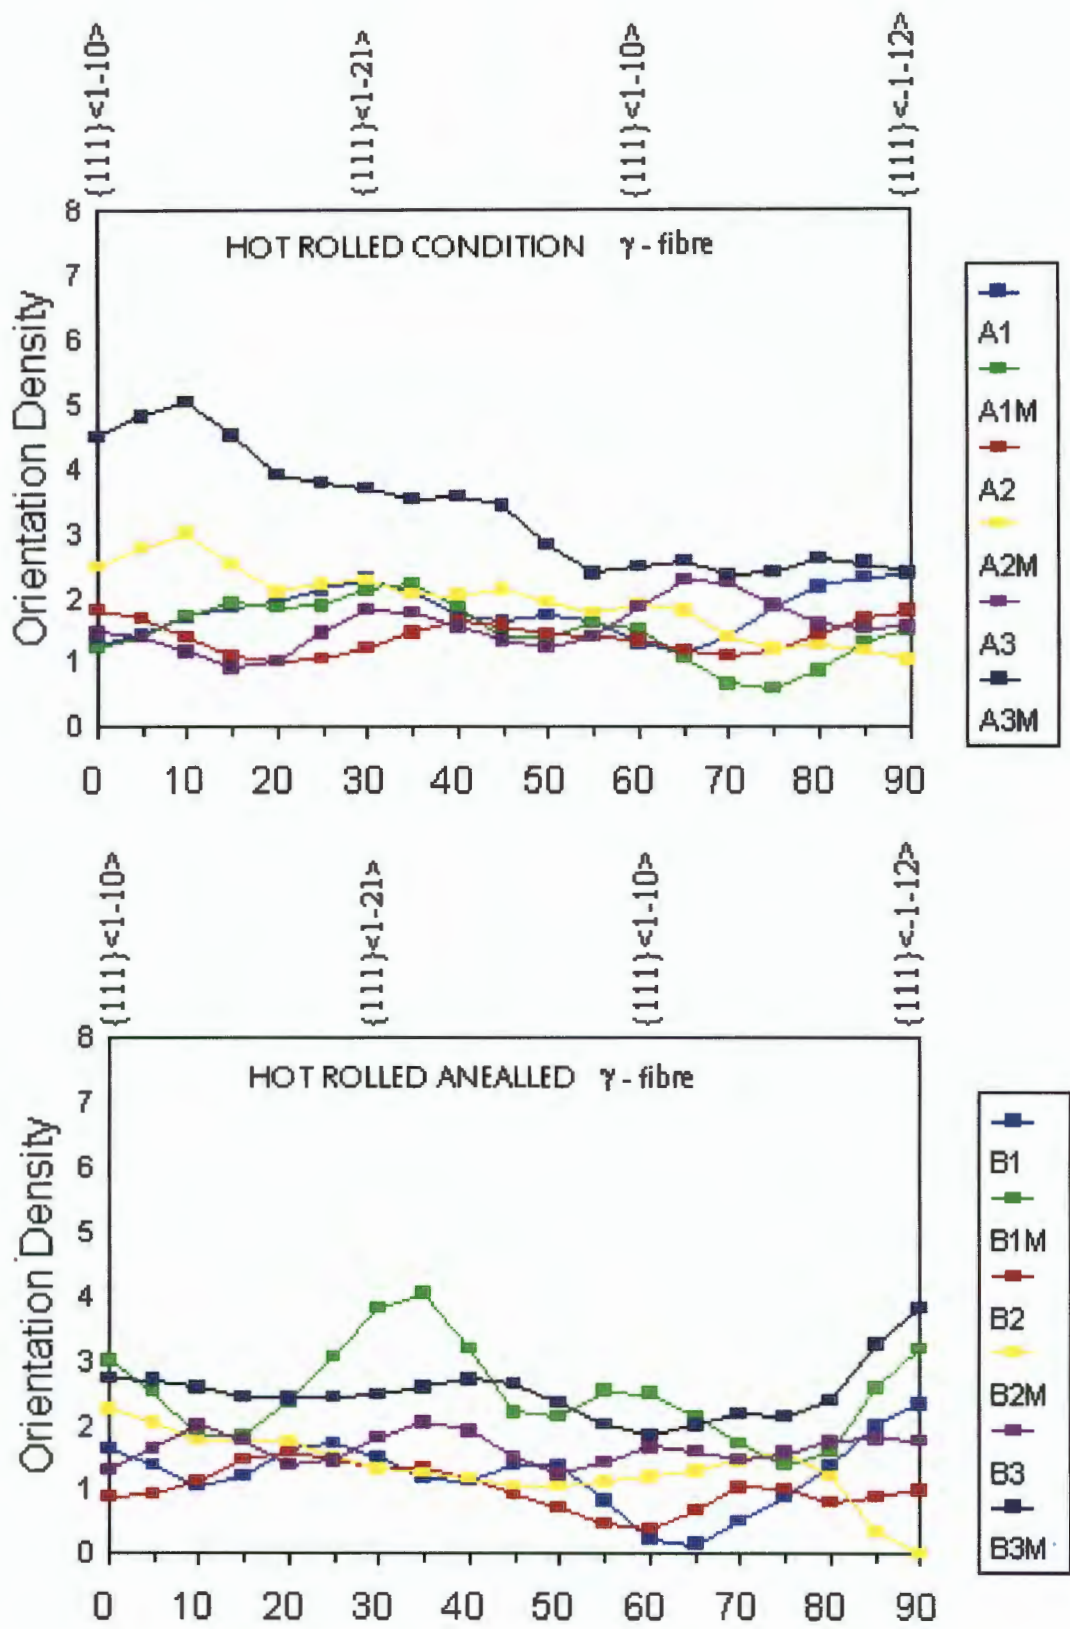 {111}<1-10>
{111}<1-21>
{111}<1-10>
{111}<-1-12>
HOT ROLLED CONDITION γ - fibre
Orientation Density
8
7
6
5
4
3
2
1
0
0 10 20 30 40 50 60 70 80 90
A1
A1M
A2
A2M
A3
A3M
{111}<1-10>
{111}<1-21>
{111}<1-10>
{111}<-1-12>
HOT ROLLED ANEALLED γ - fibre
Orientation Density
8
7
6
5
4
3
2
1
0
0 10 20 30 40 50 60 70 80 90
B1
B1M
B2
B2M
B3
B3M